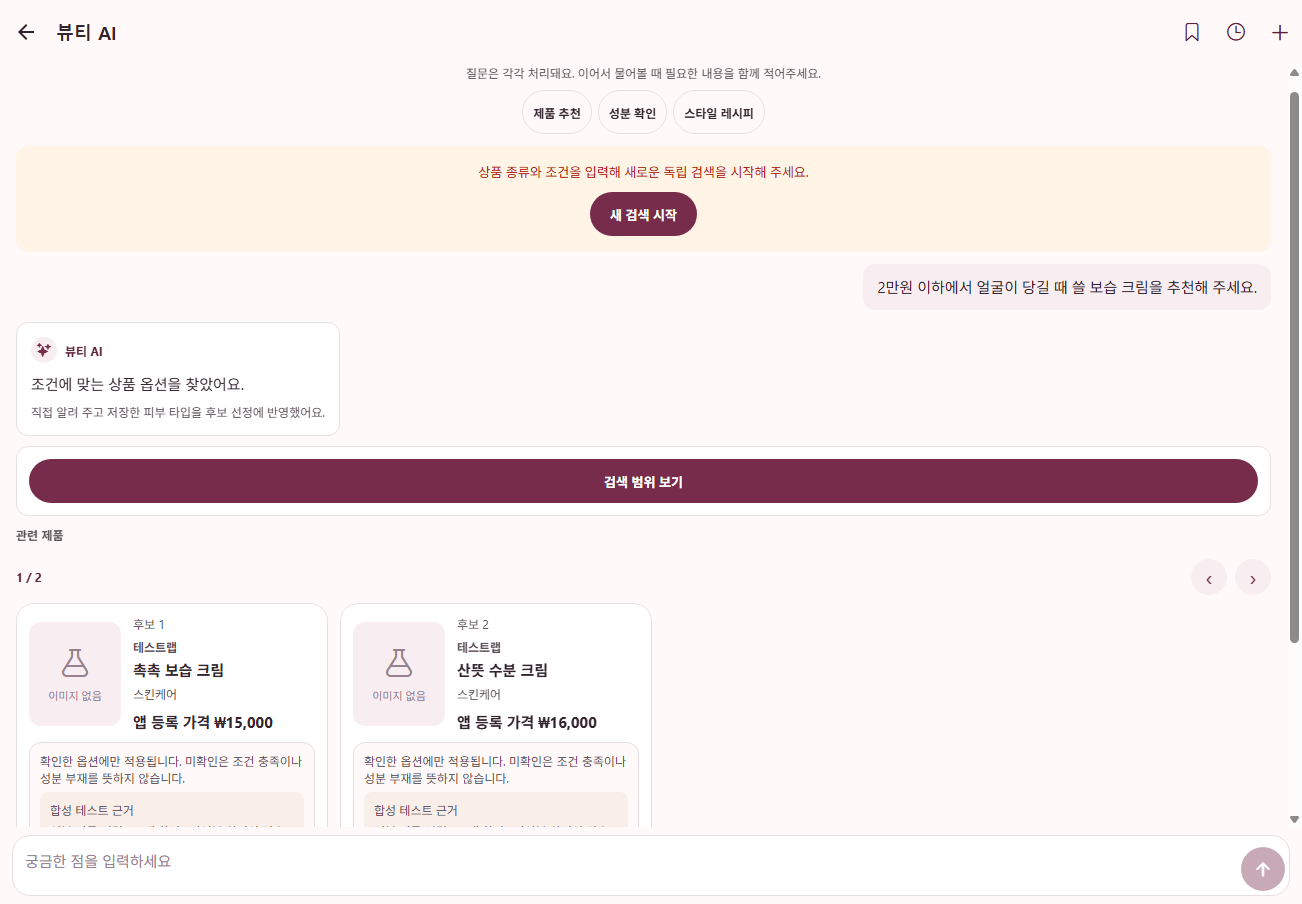 뷰티 AI
질문은 각각 처리돼요. 이어서 물어볼 때 필요한 내용을 함께 적어주세요.
제품 추천 성분 확인 스타일 레시피
상품 종류와 조건을 입력해 새로운 독립 검색을 시작해 주세요.
새 검색 시작
2만원 이하에서 얼굴이 당길 때 쓸 보습 크림을 추천해 주세요.
뷰티 AI
조건에 맞는 상품 옵션을 찾았어요.
직접 알려 주고 저장한 피부 타입을 후보 선정에 반영했어요.
검색 범위 보기
관련 제품
1 / 2
후보 1
테스트랩
촉촉 보습 크림
스킨케어
앱 등록 가격 ₩15,000
이미지 없음
확인한 옵션에만 적용됩니다. 미확인은 조건 충족이나
성분 부재를 뜻하지 않습니다.
합성 테스트 근거
후보 2
테스트랩
산뜻 수분 크림
스킨케어
앱 등록 가격 ₩16,000
이미지 없음
확인한 옵션에만 적용됩니다. 미확인은 조건 충족이나
성분 부재를 뜻하지 않습니다.
합성 테스트 근거
궁금한 점을 입력하세요